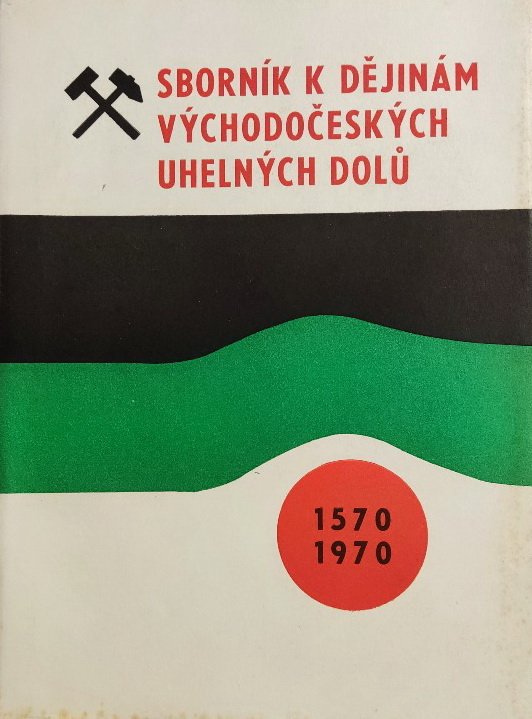 SBORNÍK K DĚJINÁM
VÝCHODOČESKÝCH
UHELNÝCH DOLŮ
1570
1970